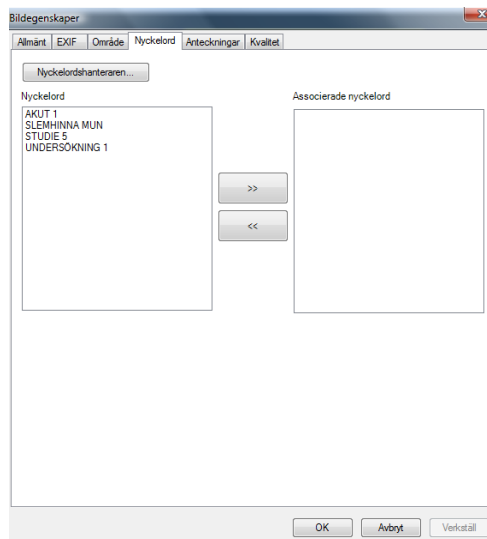 Bildegenskaper
Allmänt EXIF Område Nyckelord Anteckningar Kvalitet
Nyckelordshanteraren...
Nyckelord Associerade nyckelord
AKUT 1
SLEMHINNA MUN
STUDIE 5
UNDERSÖKNING 1
>>
<<
OK Avbryt Verkställ